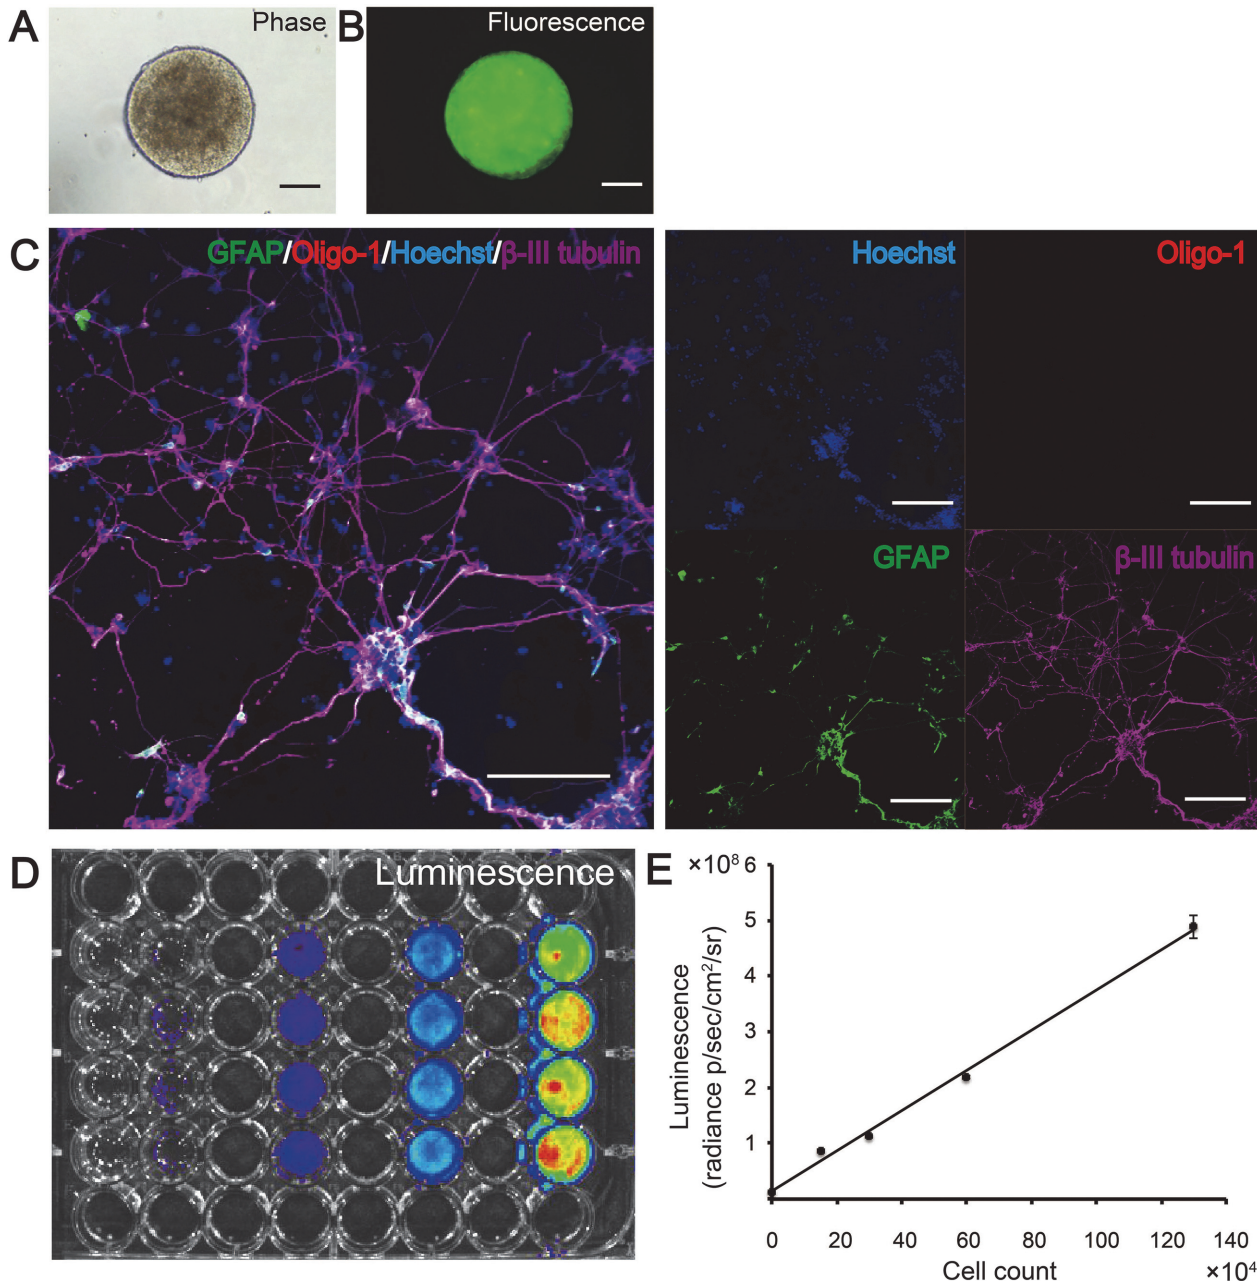 A
Phase
B
Fluorescence
C
GFAP/Oligo-1/Hoechst/β-III tubulin
Hoechst
Oligo-1
GFAP
β-III tubulin
D
Luminescence
E
×10⁸
6
5
4
3
2
1
Luminescence
(radiance p/sec/cm²/sr)
0 20 40 60 80 100 120 140
Cell count
×10⁴